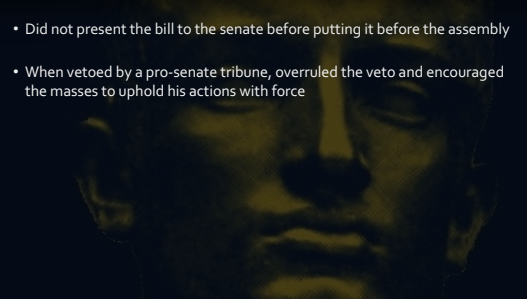 • Did not present the bill to the senate before putting it before the assembly
• When vetoed by a pro-senate tribune, overruled the veto and encouraged
the masses to uphold his actions with force